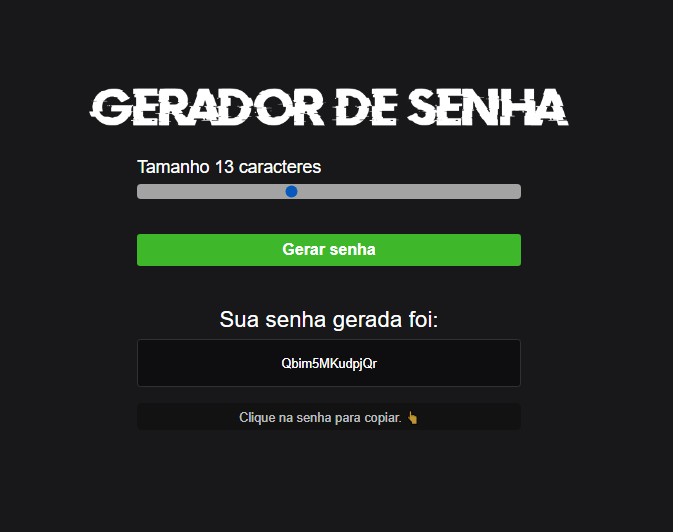 GERADOR DE SENHA
Tamanho 13 caracteres
Gerar senha
Sua senha gerada foi:
Qbim5MKudpjQr
Clique na senha para copiar. 👆